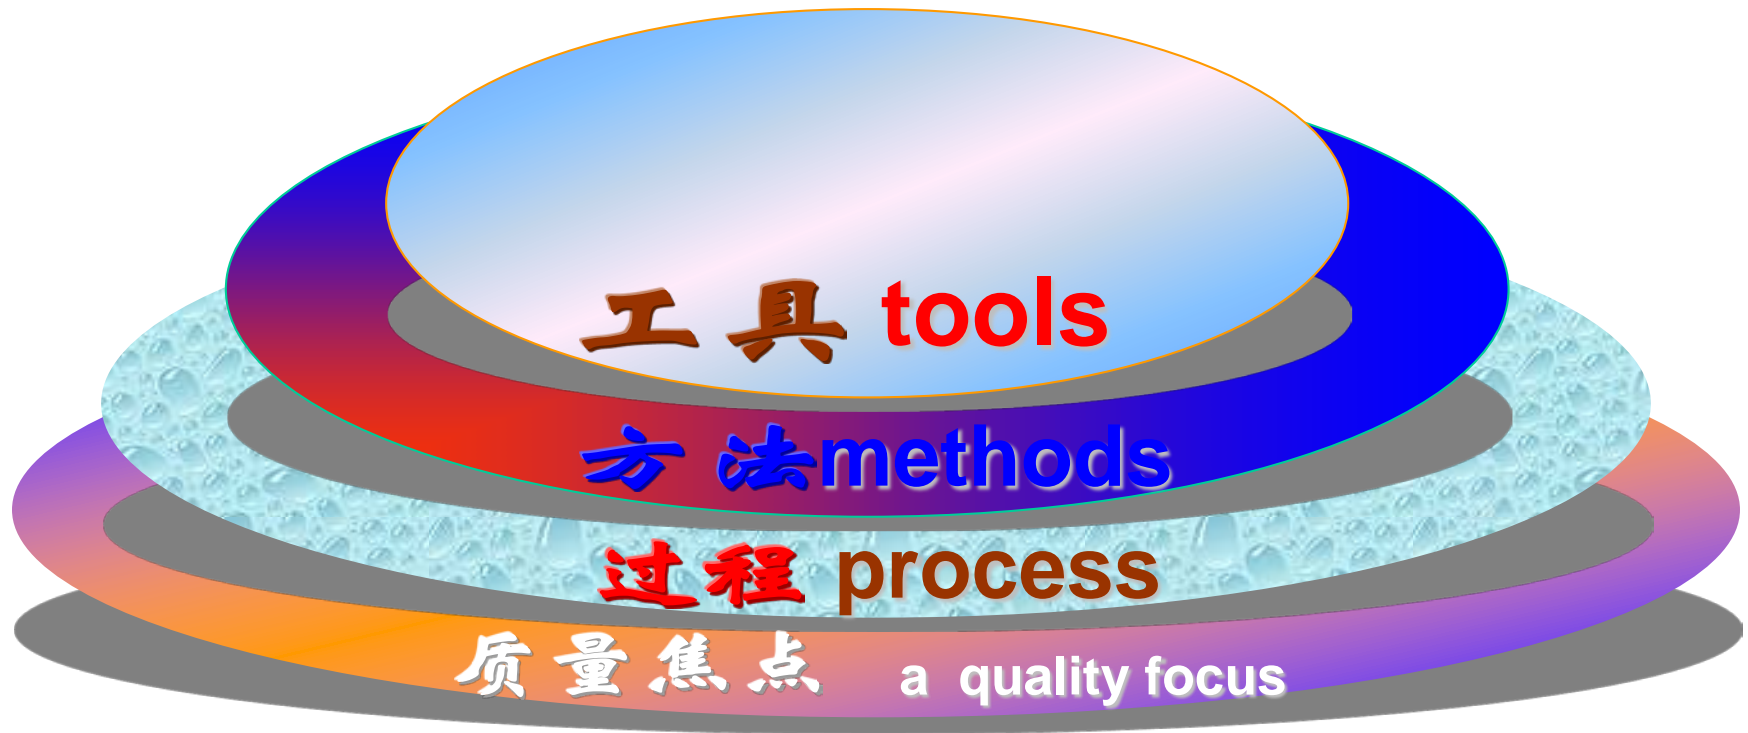 工具 tools
方法methods
过程 process
质量焦点 a quality focus